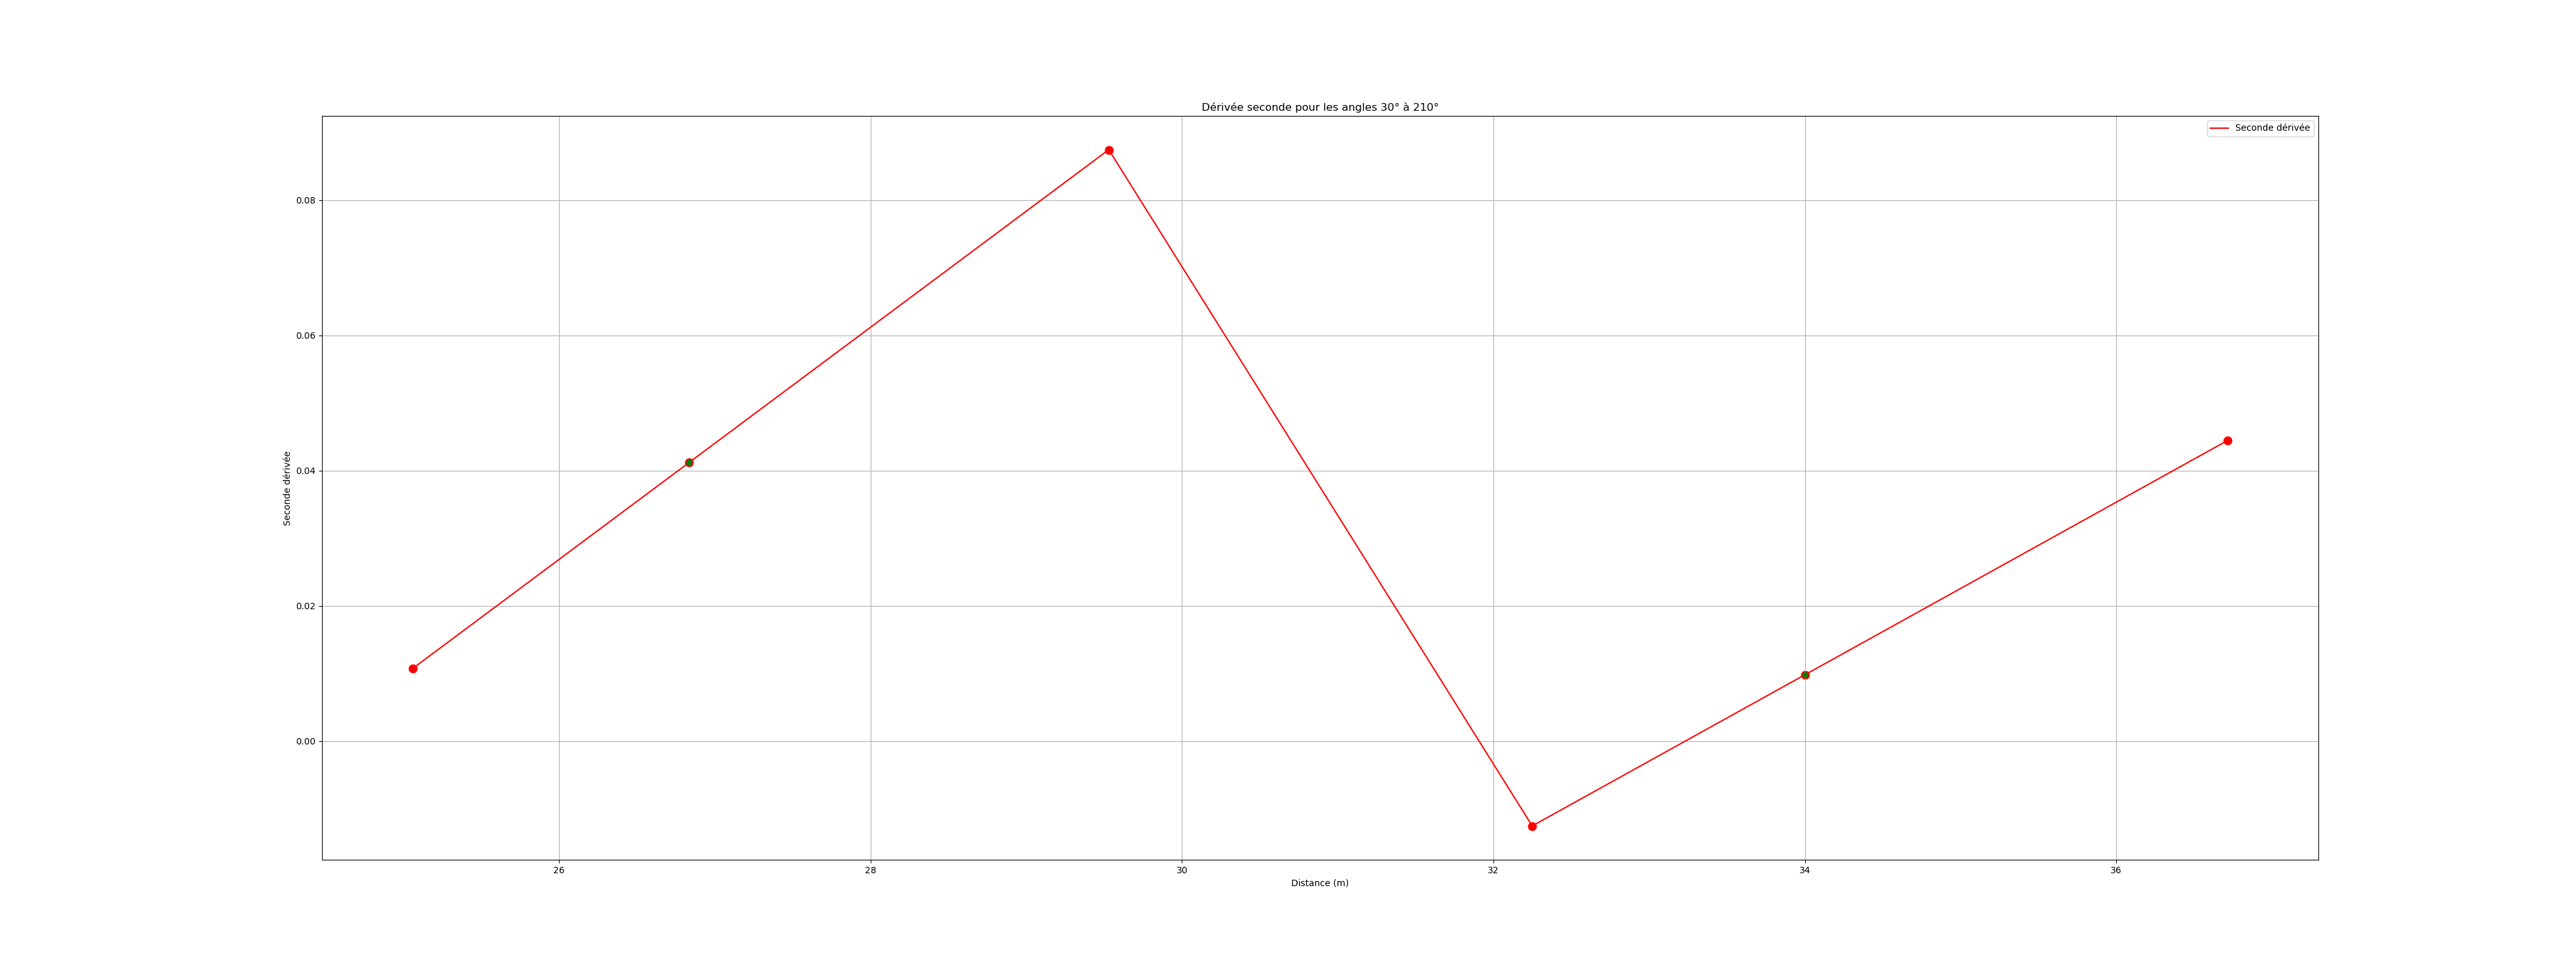 Dérivée seconde pour les angles 30° à 210°
Seconde dérivée
0.08
0.06
0.04
0.02
0.00
Seconde dérivée
26 28 30 32 34 36
Distance (m)